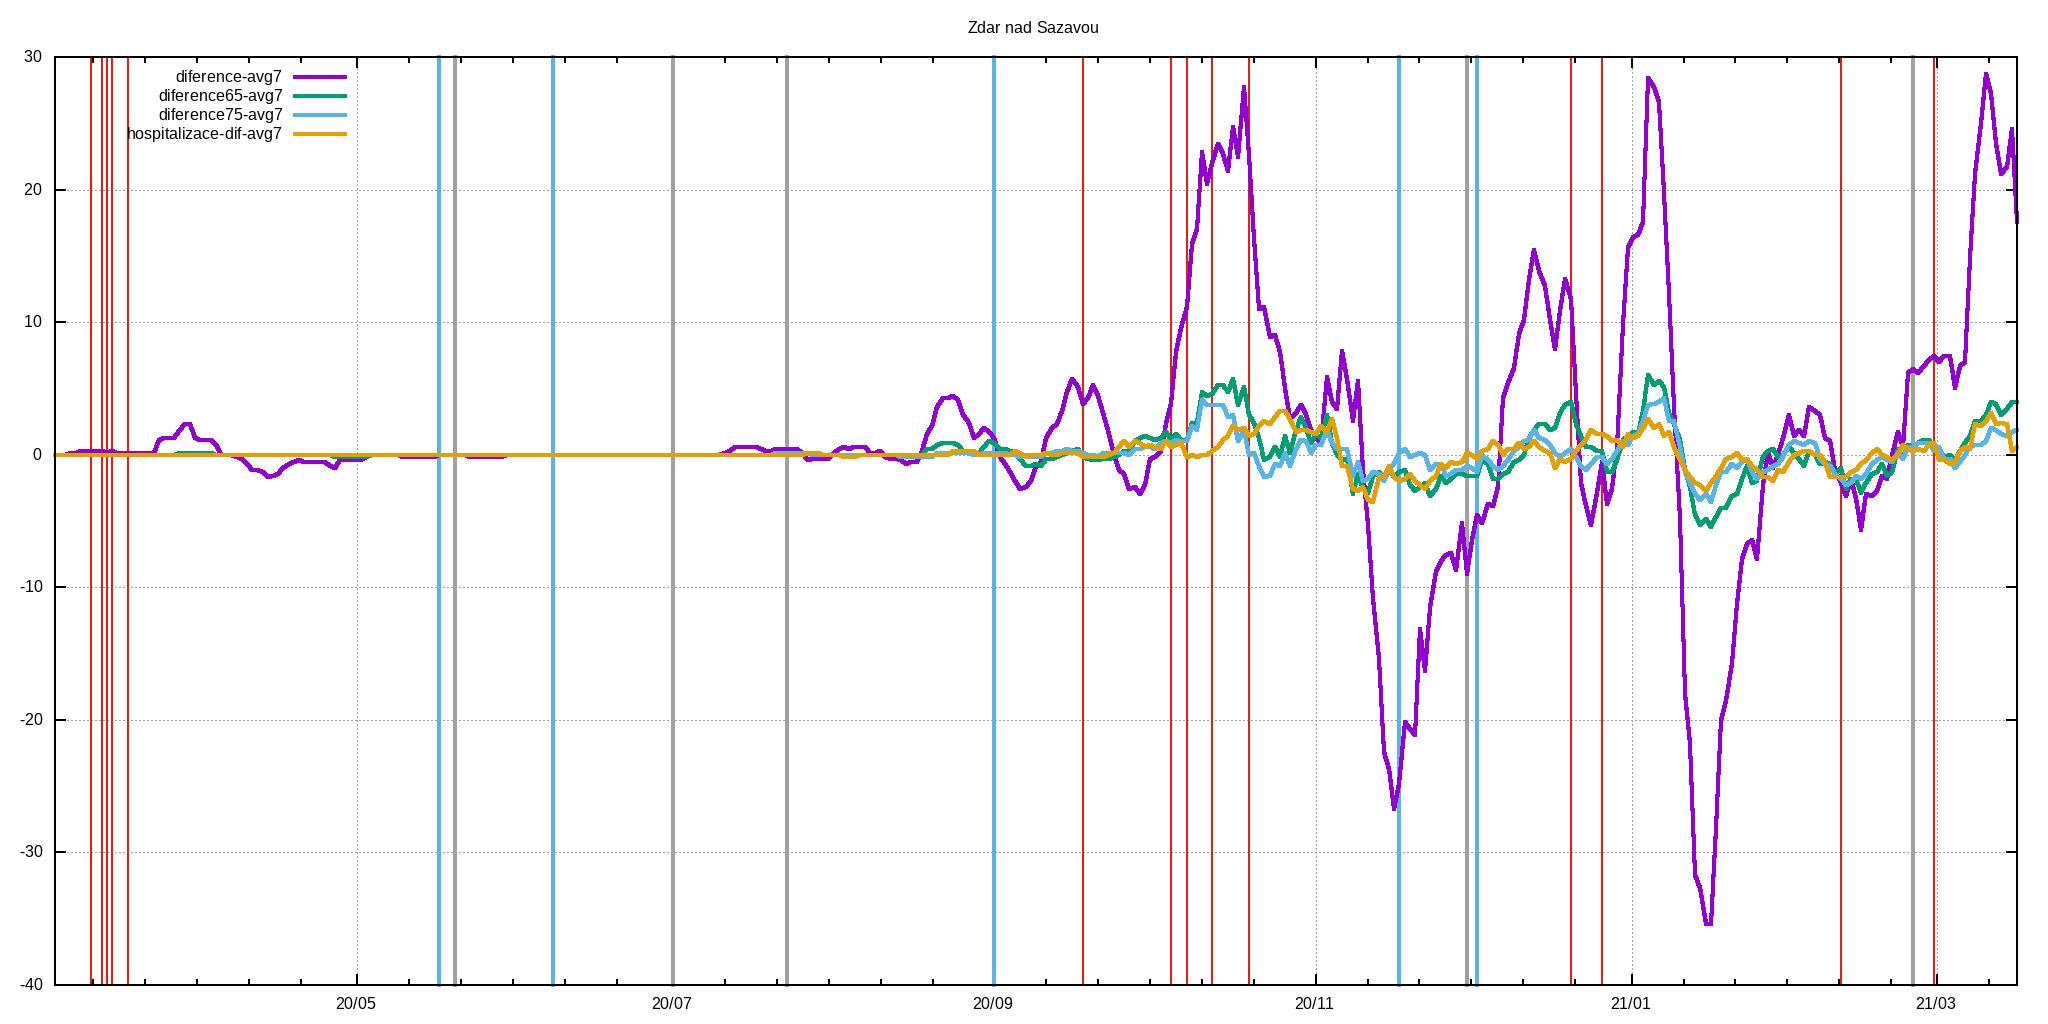 Zdar nad Sazavou
30
20
10
0
-10
-20
-30
-40
diference-avg7
diference65-avg7
diference75-avg7
hospitalizace-dif-avg7
20/05
20/07
20/09
20/11
21/01
21/03